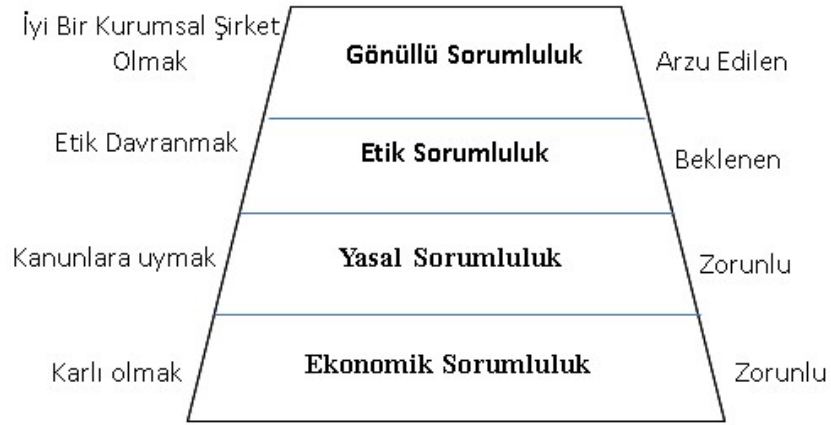 İyi Bir Kurumsal Şirket
Olmak
Gönüllü Sorumluluk
Arzu Edilen
Etik Davranmak
Etik Sorumluluk
Beklenen
Kanunlara uymak
Yasal Sorumluluk
Zorunlu
Karlı olmak
Ekonomik Sorumluluk
Zorunlu